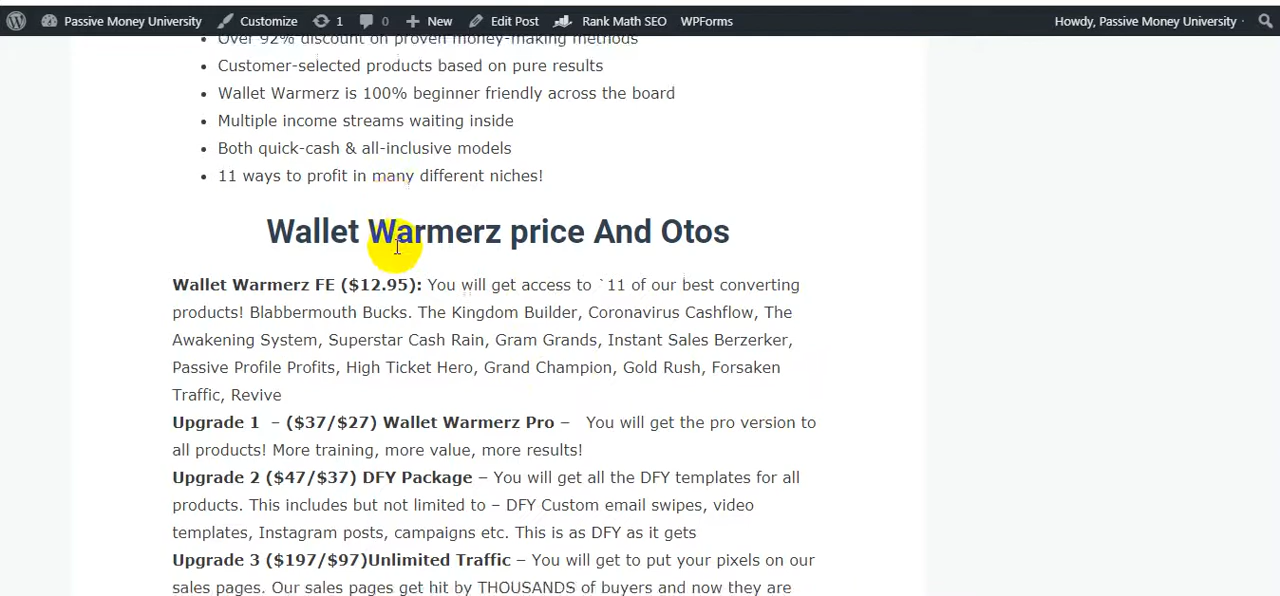 Passive Money University Customize 1 0 New Edit Post Rank Math SEO WPForms Howdy, Passive Money University
Over 92% discount on proven money-making methods
Customer-selected products based on pure results
Wallet Warmerz is 100% beginner friendly across the board
Multiple income streams waiting inside
Both quick-cash & all-inclusive models
11 ways to profit in many different niches!
Wallet Warmerz price And Otos
Wallet Warmerz FE ($12.95): You will get access to `11 of our best converting
products! Blabbermouth Bucks. The Kingdom Builder, Coronavirus Cashflow, The
Awakening System, Superstar Cash Rain, Gram Grands, Instant Sales Berzerker,
Passive Profile Profits, High Ticket Hero, Grand Champion, Gold Rush, Forsaken
Traffic, Revive
Upgrade 1 – ($37/$27) Wallet Warmerz Pro – You will get the pro version to
all products! More training, more value, more results!
Upgrade 2 ($47/$37) DFY Package – You will get all the DFY templates for all
products. This includes but not limited to – DFY Custom email swipes, video
templates, Instagram posts, campaigns etc. This is as DFY as it gets
Upgrade 3 ($197/$97)Unlimited Traffic – You will get to put your pixels on our
sales pages. Our sales pages get hit by THOUSANDS of buyers and now they are